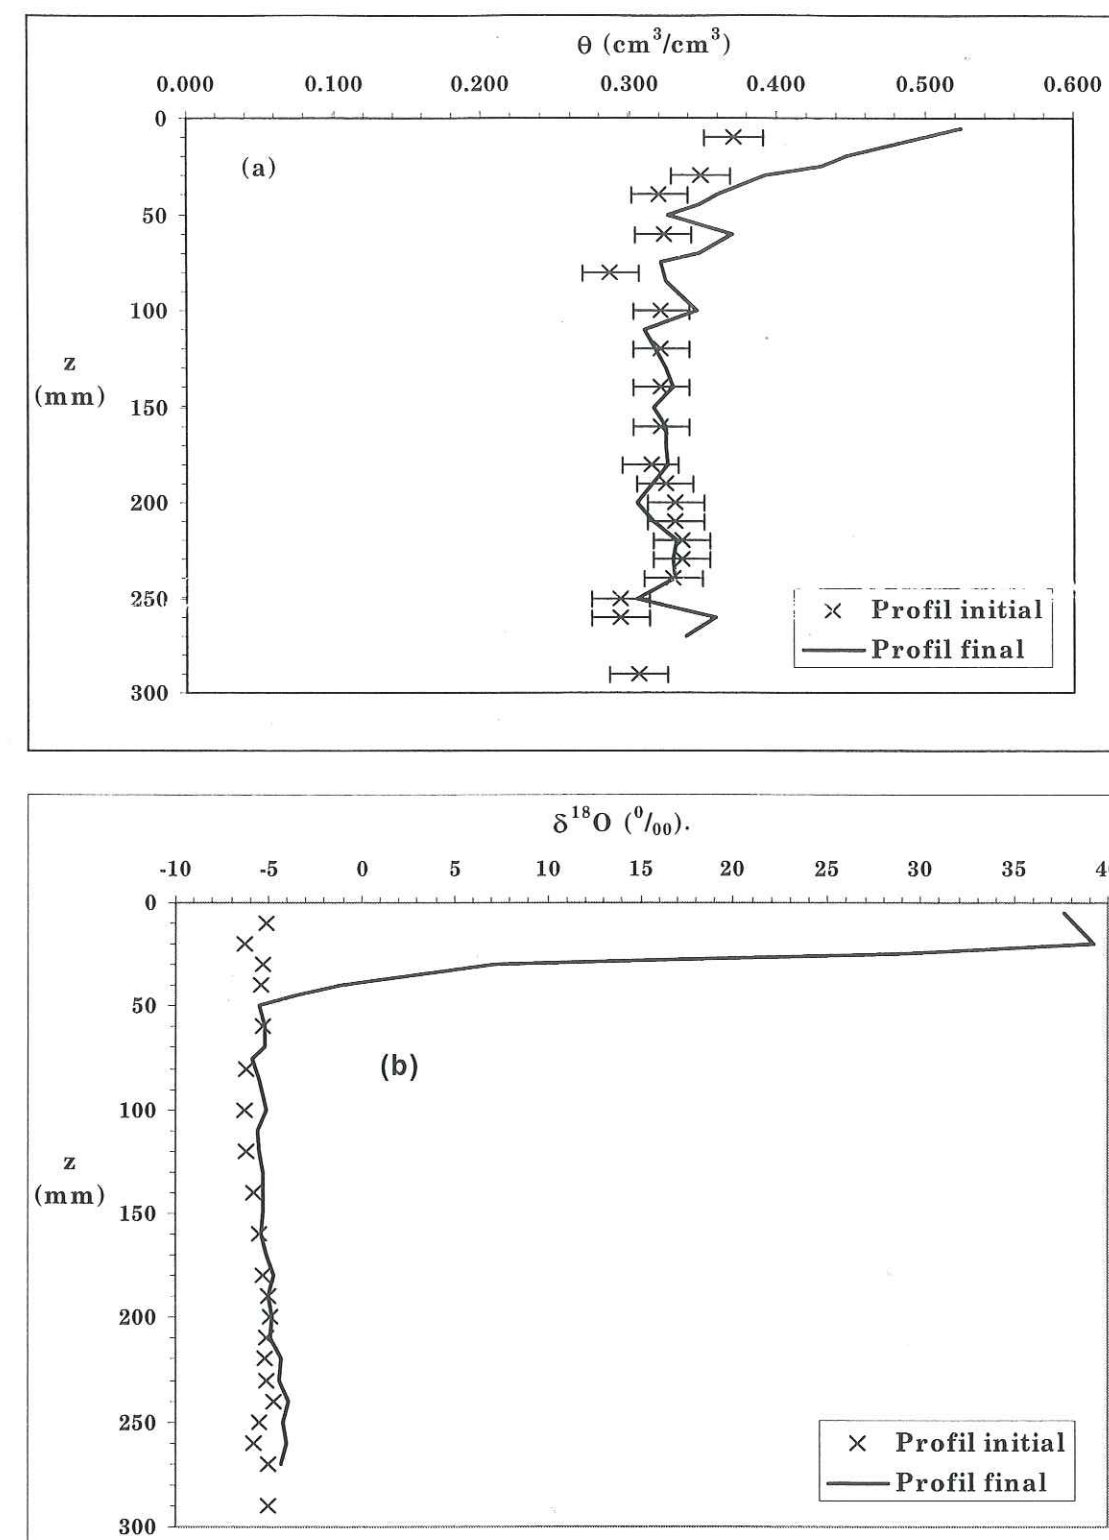 θ (cm³/cm³)
0.000 0.100 0.200 0.300 0.400 0.500 0.600
0
(a)
50
100
z
(mm)
150
200
250
Profil initial
Profil final
300
δ¹⁸O (⁰/₀₀).
-10 -5 0 5 10 15 20 25 30 35 40
0
50
(b)
100
z
(mm)
150
200
250
Profil initial
Profil final
300